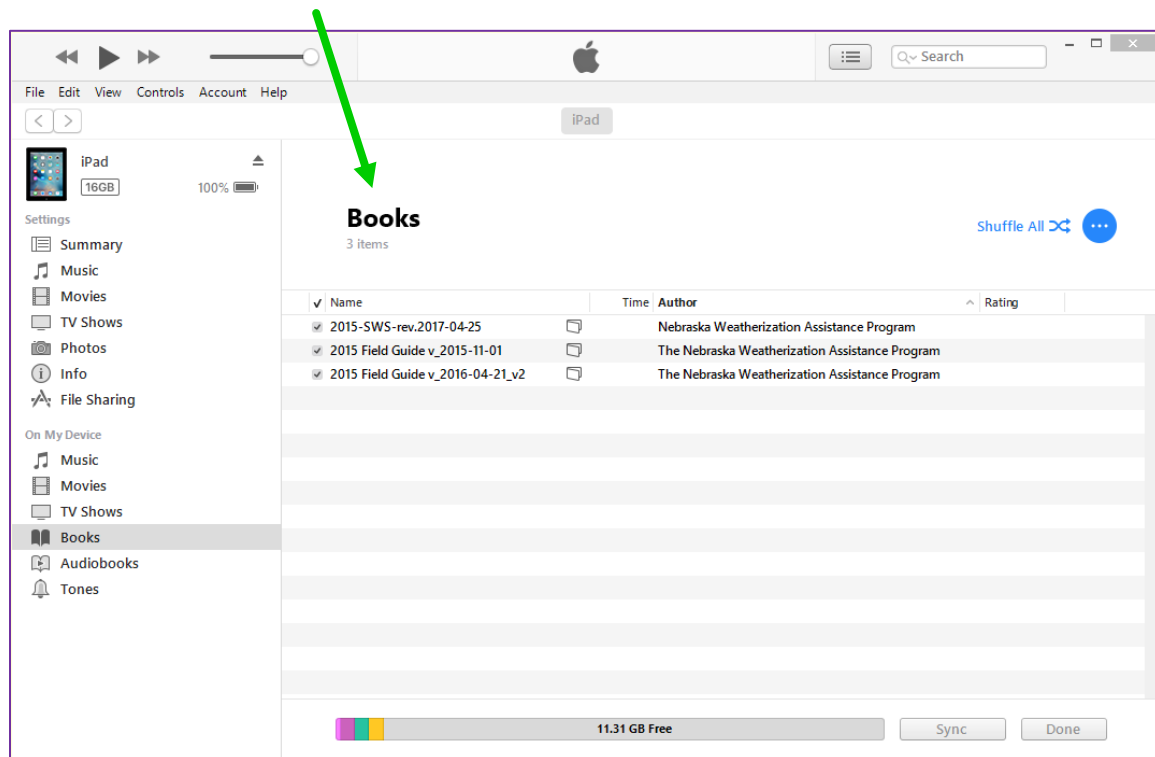 Search
File Edit View Controls Account Help
iPad
iPad
16GB 100%
Settings
Summary
Music
Movies
TV Shows
Photos
Info
File Sharing
On My Device
Music
Movies
TV Shows
Books
Audiobooks
Tones
Books
3 items
Shuffle All
Name Time Author Rating
2015-SWS-rev.2017-04-25 Nebraska Weatherization Assistance Program
2015 Field Guide v_2015-11-01 The Nebraska Weatherization Assistance Program
2015 Field Guide v_2016-04-21_v2 The Nebraska Weatherization Assistance Program
11.31 GB Free Sync Done